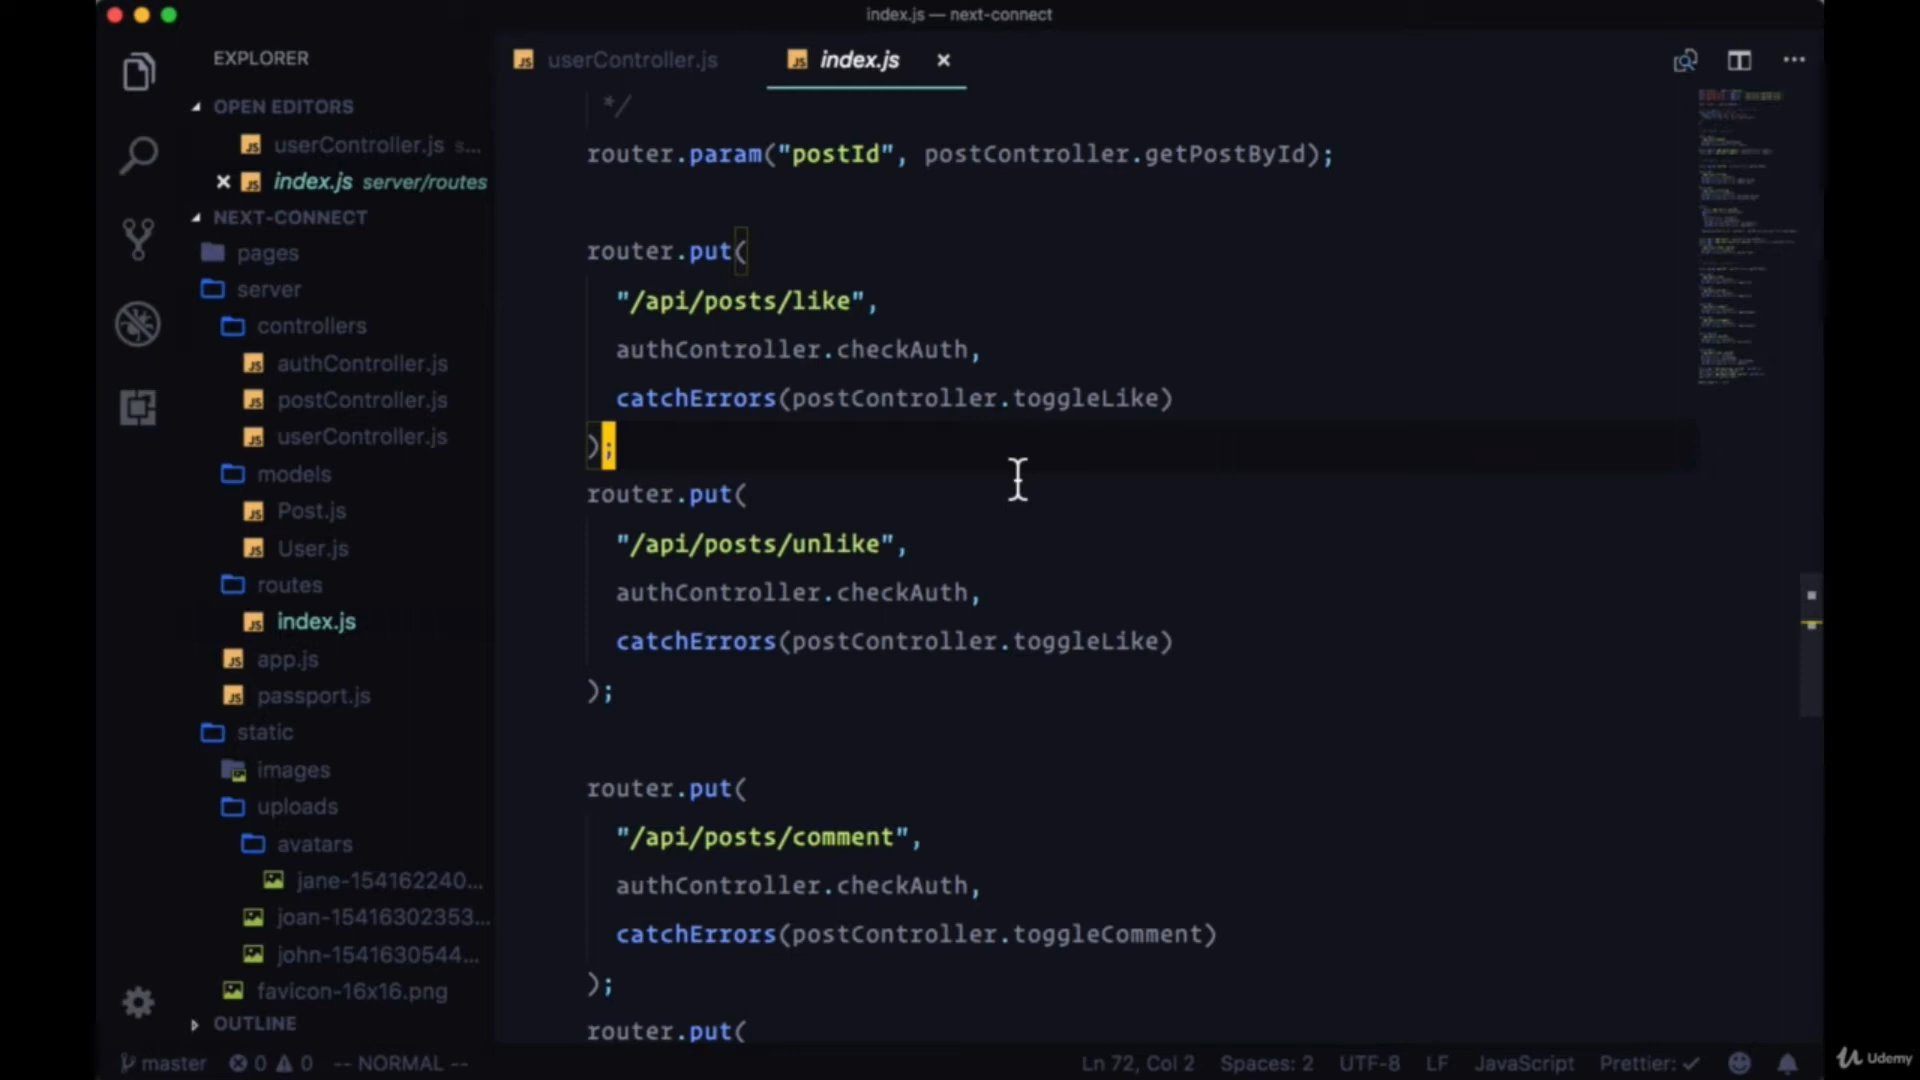 index.js — next-connect
EXPLORER
OPEN EDITORS
userController.js s...
index.js server/routes
NEXT-CONNECT
pages
server
controllers
authController.js
postController.js
userController.js
models
Post.js
User.js
routes
index.js
app.js
passport.js
static
images
uploads
avatars
jane-154162240...
joan-15416302353...
john-1541630544...
favicon-16x16.png
OUTLINE
userController.js
index.js
*/
router.param("postId", postController.getPostById);
router.put(
"/api/posts/like",
authController.checkAuth,
catchErrors(postController.toggleLike)
);
router.put(
"/api/posts/unlike",
authController.checkAuth,
catchErrors(postController.toggleLike)
);
router.put(
"/api/posts/comment",
authController.checkAuth,
catchErrors(postController.toggleComment)
);
router.put(
master 0 0 -- NORMAL -- Ln 72, Col 2 Spaces: 2 UTF-8 LF JavaScript Prettier: ✓
Udemy